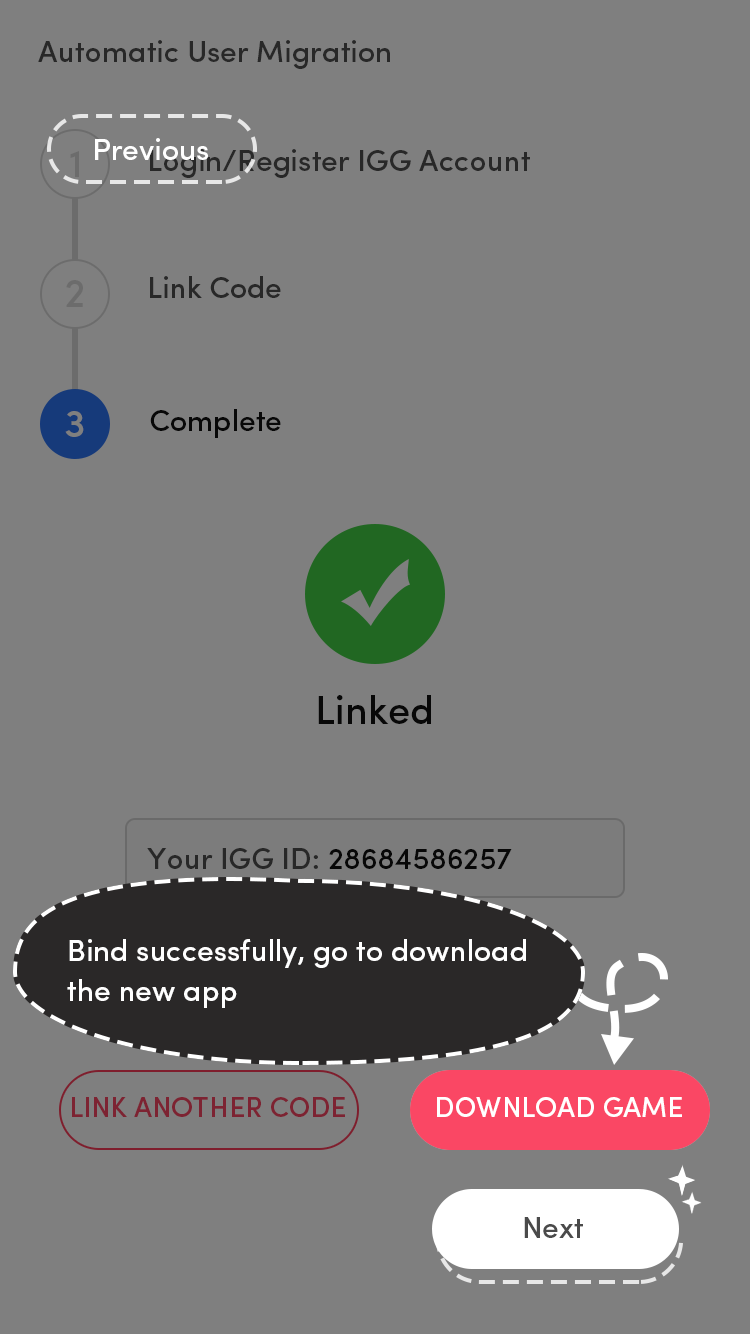 Automatic User Migration
Previous
1
Login/Register IGG Account
2
Link Code
3
Complete
Linked
Your IGG ID: 28684586257
Bind successfully, go to download
the new app
LINK ANOTHER CODE
DOWNLOAD GAME
Next